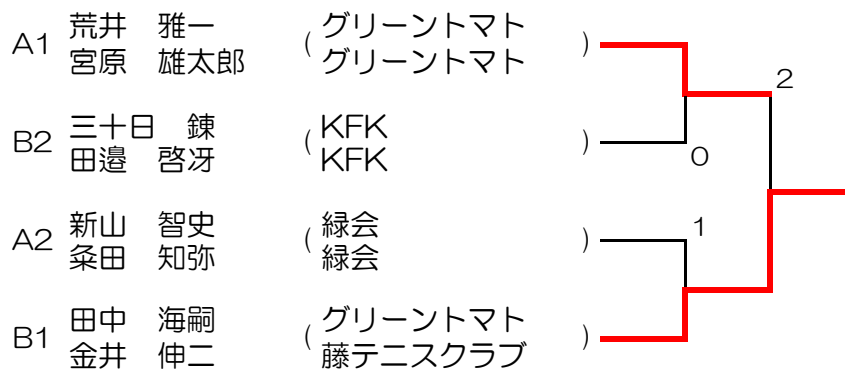 A1 荒井 雅一 ( グリーントマト )
宮原 雄太郎 グリーントマト
2
B2 三十日 錬 ( KFK )
田邉 啓冴 KFK
0
A2 新山 智史 ( 緑会 )
粂田 知弥 緑会
1
B1 田中 海嗣 ( グリーントマト )
金井 伸二 藤テニスクラブ